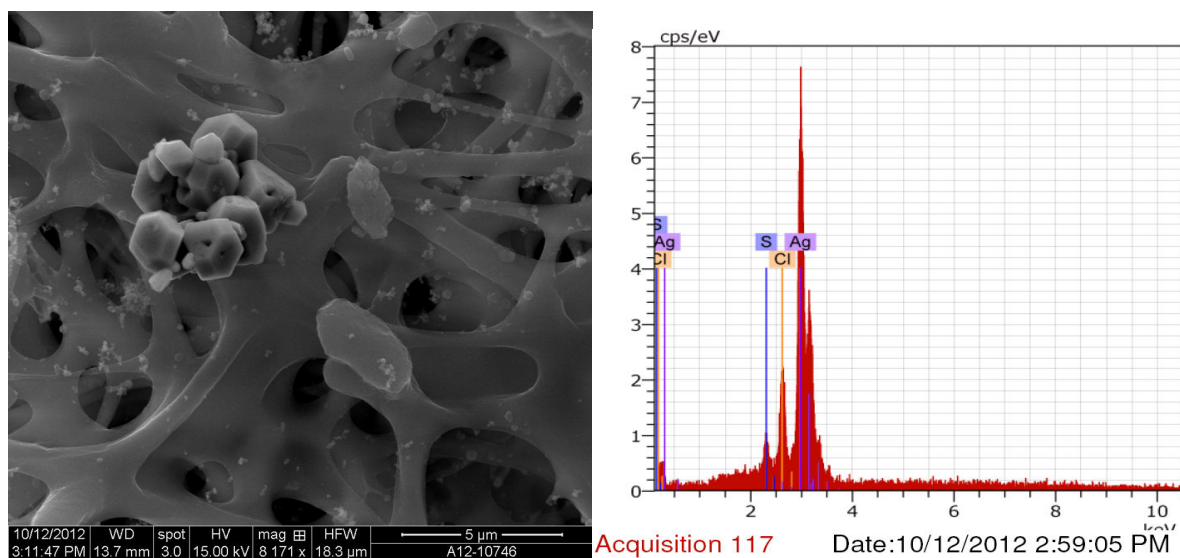 cps/eV
8
7
6
5
4
3
2
1
0
S
Ag
Cl
S
Ag
Cl
2 4 6 8 10
keV
10/12/2012 WD spot HV mag HFW 5 µm
3:11:47 PM 13.7 mm 3.0 15.00 kV 8 171 x 18.3 µm A12-10746
Acquisition 117 Date:10/12/2012 2:59:05 PM